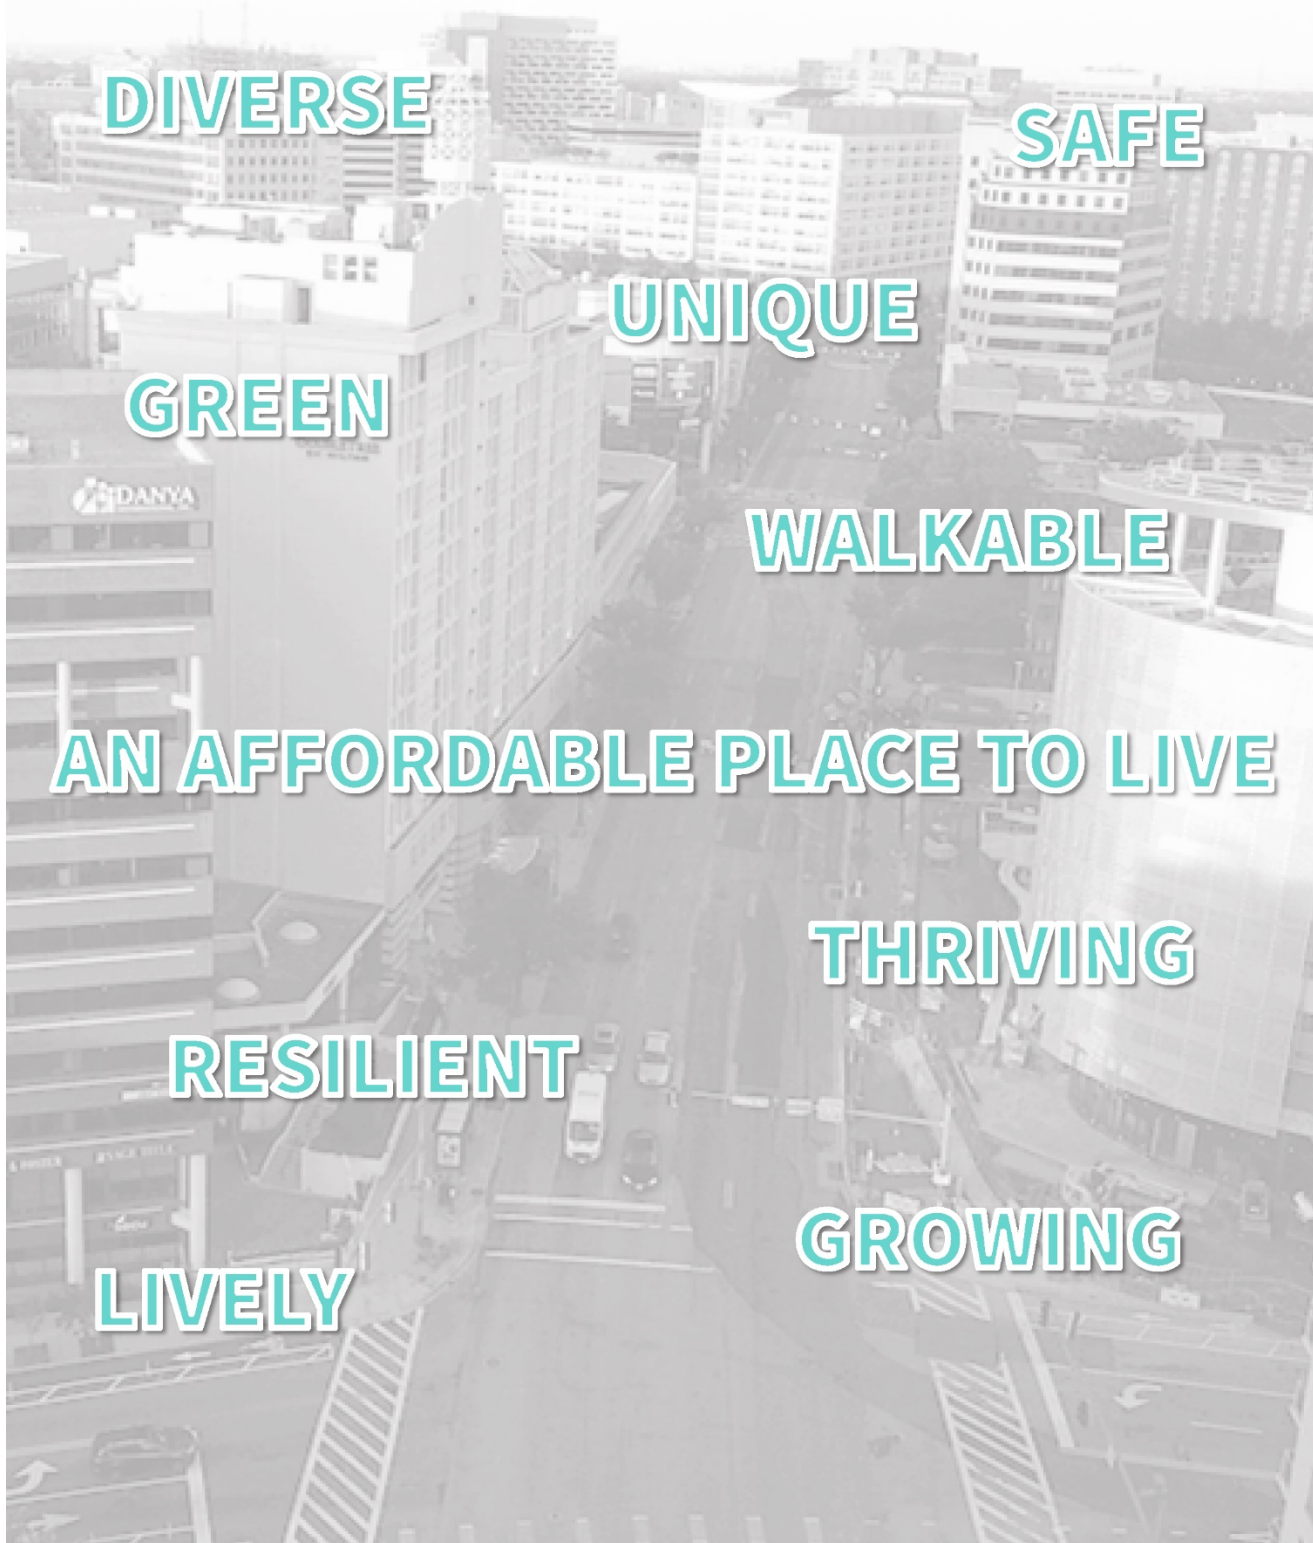 DIVERSE
SAFE
UNIQUE
GREEN
DANYA
WALKABLE
AN AFFORDABLE PLACE TO LIVE
THRIVING
RESILIENT
GROWING
LIVELY